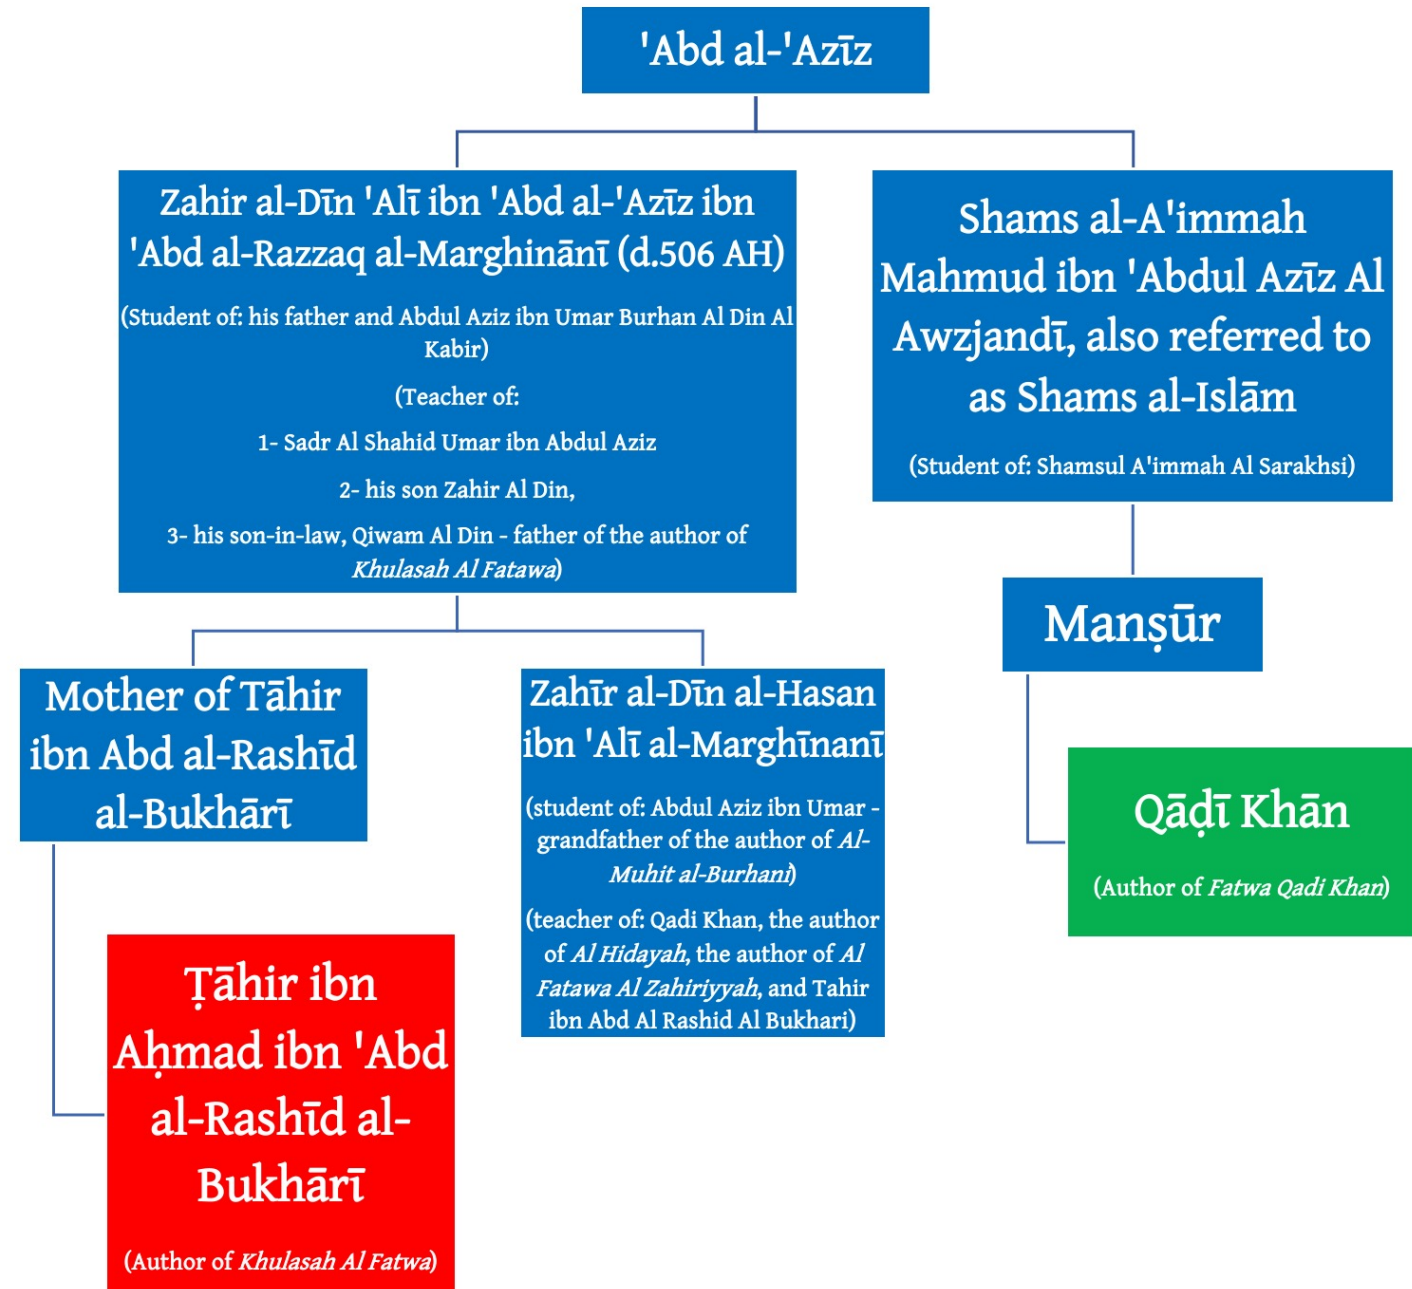 'Abd al-'Azīz
Zahir al-Dīn 'Alī ibn 'Abd al-'Azīz ibn
'Abd al-Razzaq al-Marghinānī (d.506 AH)
(Student of: his father and Abdul Aziz ibn Umar Burhan Al Din Al
Kabir)
(Teacher of:
1- Sadr Al Shahid Umar ibn Abdul Aziz
2- his son Zahir Al Din,
3- his son-in-law, Qiwam Al Din - father of the author of
Khulasah Al Fatawa)
Shams al-A'immah
Mahmud ibn 'Abdul Azīz Al
Awzjandī, also referred to
as Shams al-Islām
(Student of: Shamsul A'immah Al Sarakhsi)
Manṣūr
Mother of Tāhir
ibn Abd al-Rashīd
al-Bukhārī
Zahīr al-Dīn al-Hasan
ibn 'Alī al-Marghīnanī
(student of: Abdul Aziz ibn Umar -
grandfather of the author of Al-
Muhit al-Burhani)
(teacher of: Qadi Khan, the author
of Al Hidayah, the author of Al
Fatawa Al Zahiriyyah, and Tahir
ibn Abd Al Rashid Al Bukhari)
Qāḍī Khān
(Author of Fatwa Qadi Khan)
Ṭāhir ibn
Aḥmad ibn 'Abd
al-Rashīd al-
Bukhārī
(Author of Khulasah Al Fatwa)